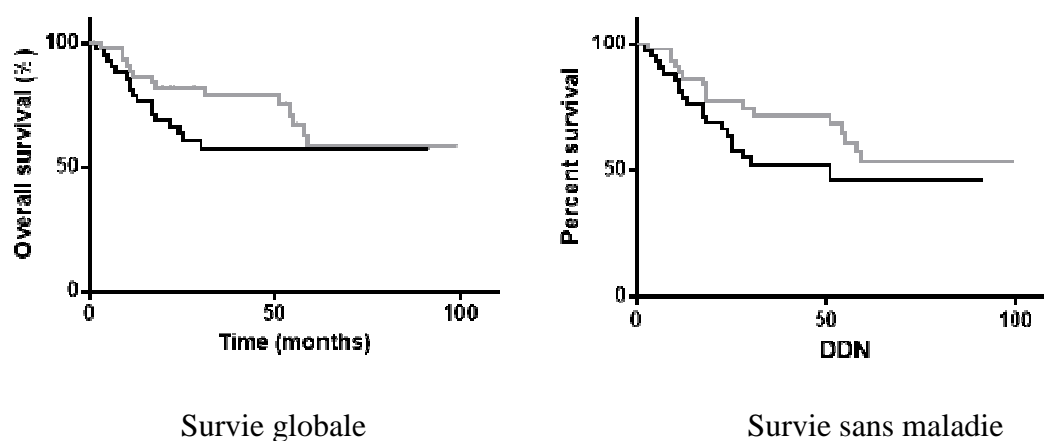 Overall survival (%)
100
50
0
0 50 100
Time (months)
Percent survival
100
50
0
0 50 100
DDN
Survie globale
Survie sans maladie